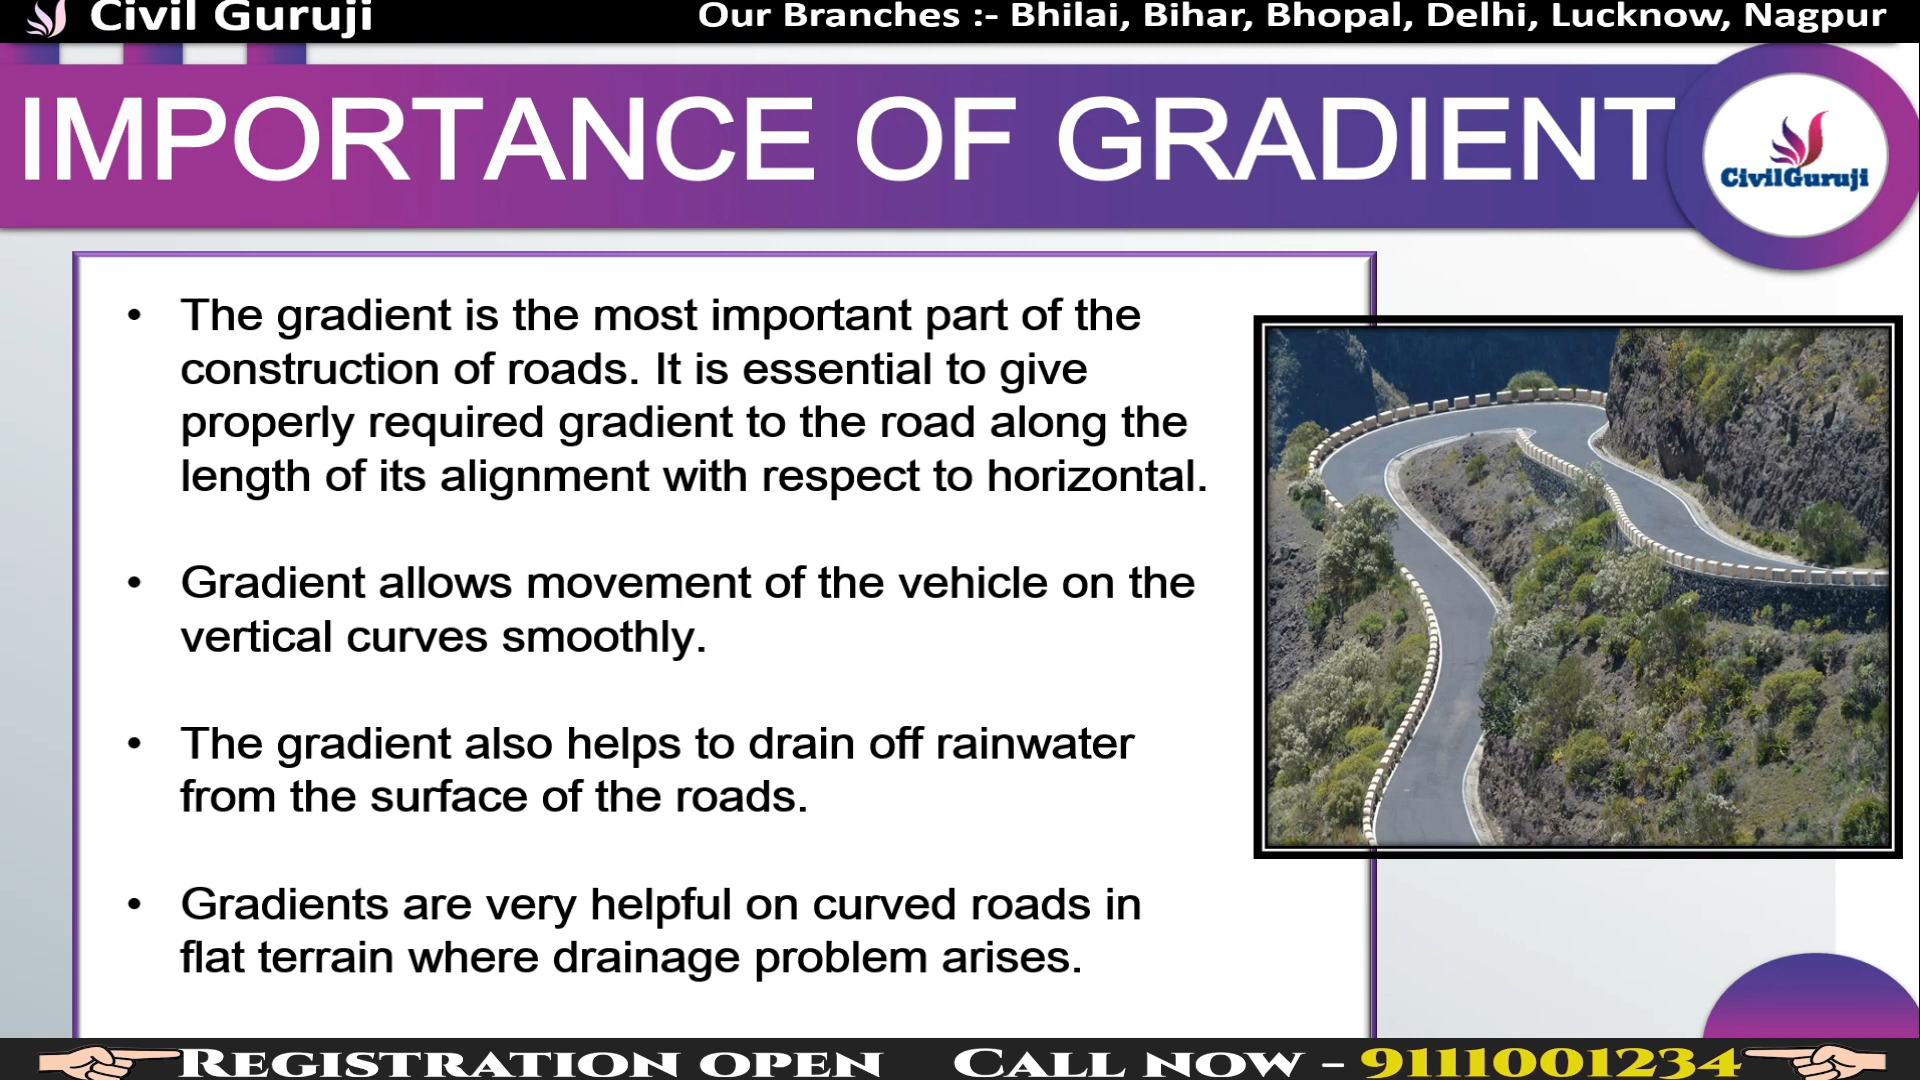 Civil Guruji
Our Branches :- Bhilai, Bihar, Bhopal, Delhi, Lucknow, Nagpur
IMPORTANCE OF GRADIENT
CivilGuruji
• The gradient is the most important part of the
construction of roads. It is essential to give
properly required gradient to the road along the
length of its alignment with respect to horizontal.
• Gradient allows movement of the vehicle on the
vertical curves smoothly.
• The gradient also helps to drain off rainwater
from the surface of the roads.
• Gradients are very helpful on curved roads in
flat terrain where drainage problem arises.
REGISTRATION OPEN CALL NOW - 9111001234